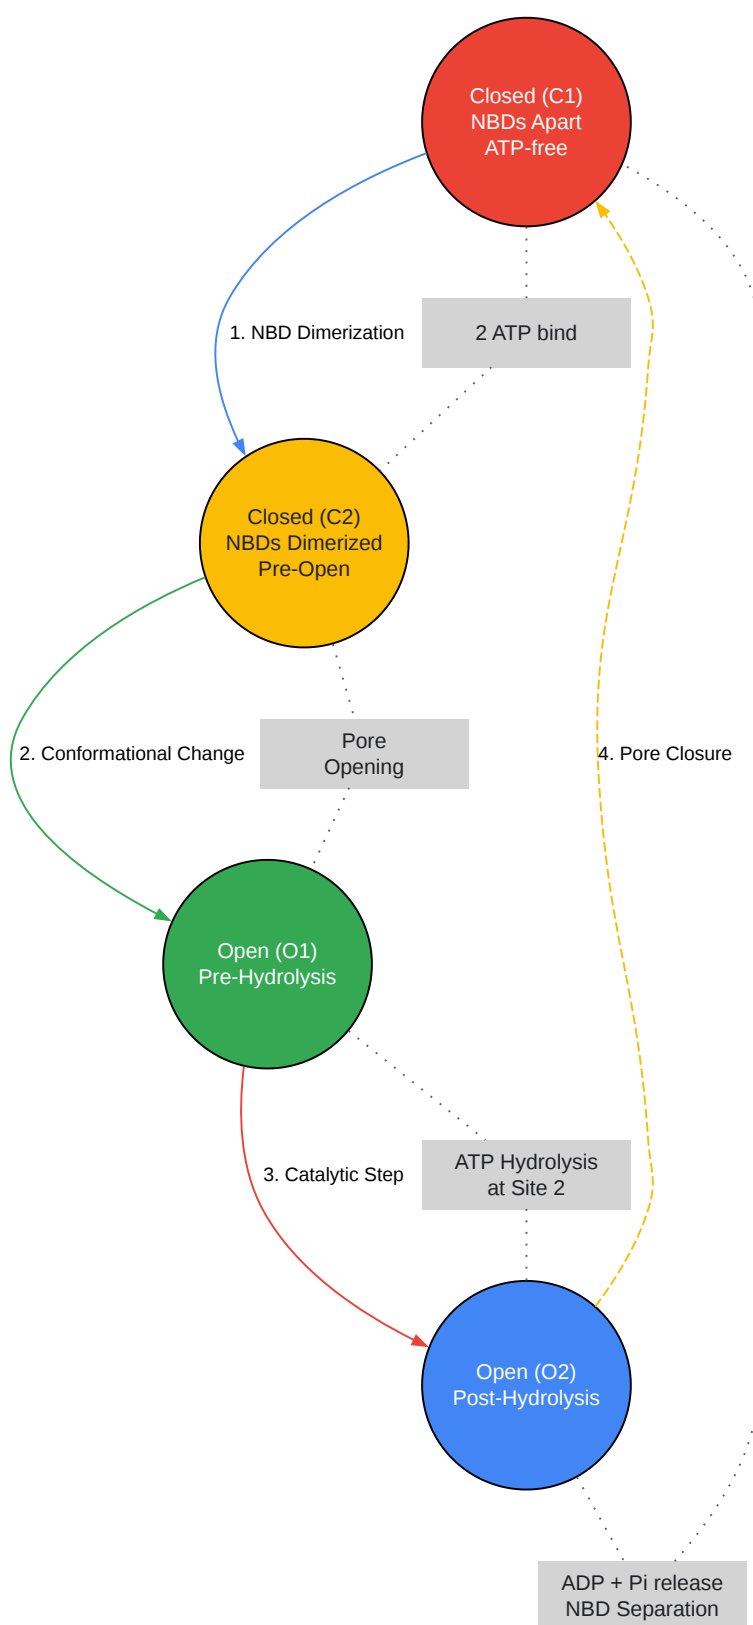 Closed (C1)
NBDs Apart
ATP-free
1. NBD Dimerization
2 ATP bind
Closed (C2)
NBDs Dimerized
Pre-Open
2. Conformational Change
Pore
Opening
4. Pore Closure
Open (O1)
Pre-Hydrolysis
3. Catalytic Step
ATP Hydrolysis
at Site 2
Open (O2)
Post-Hydrolysis
ADP + Pi release
NBD Separation